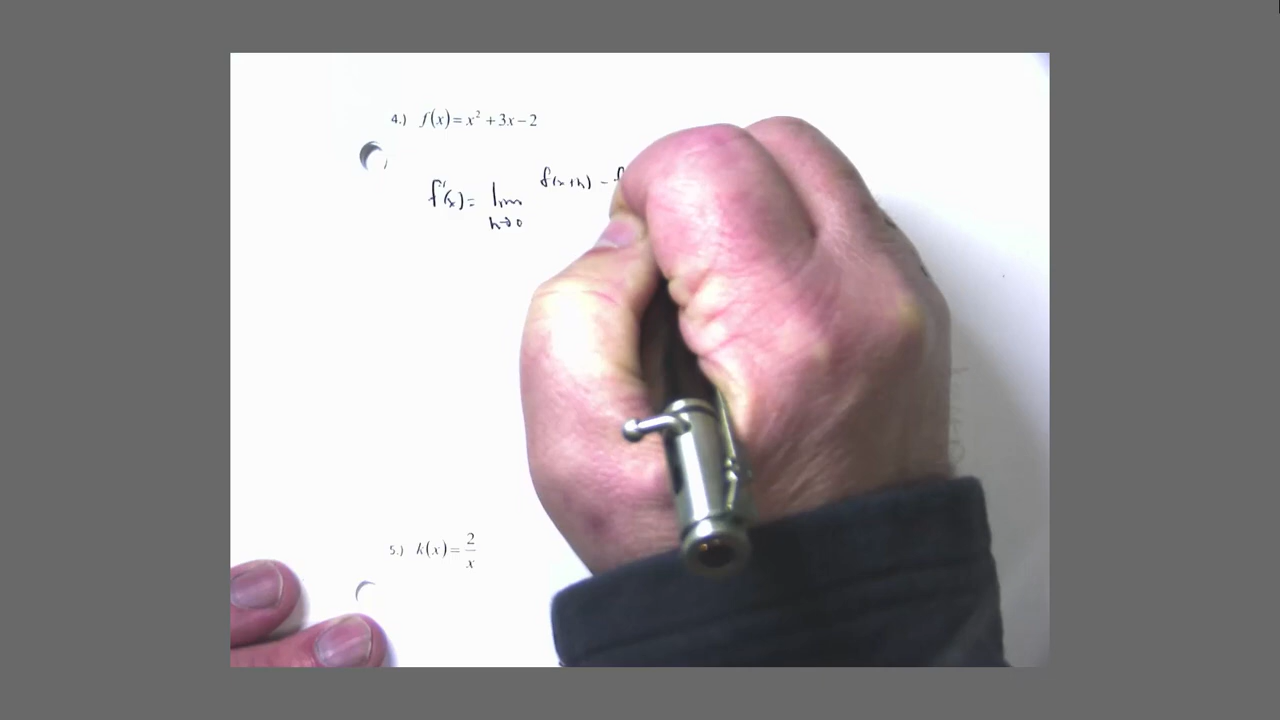 4.) f(x) = x² + 3x − 2
f'(x) = lim f(x+h) − f
h→0
5.) k(x) = 2/x